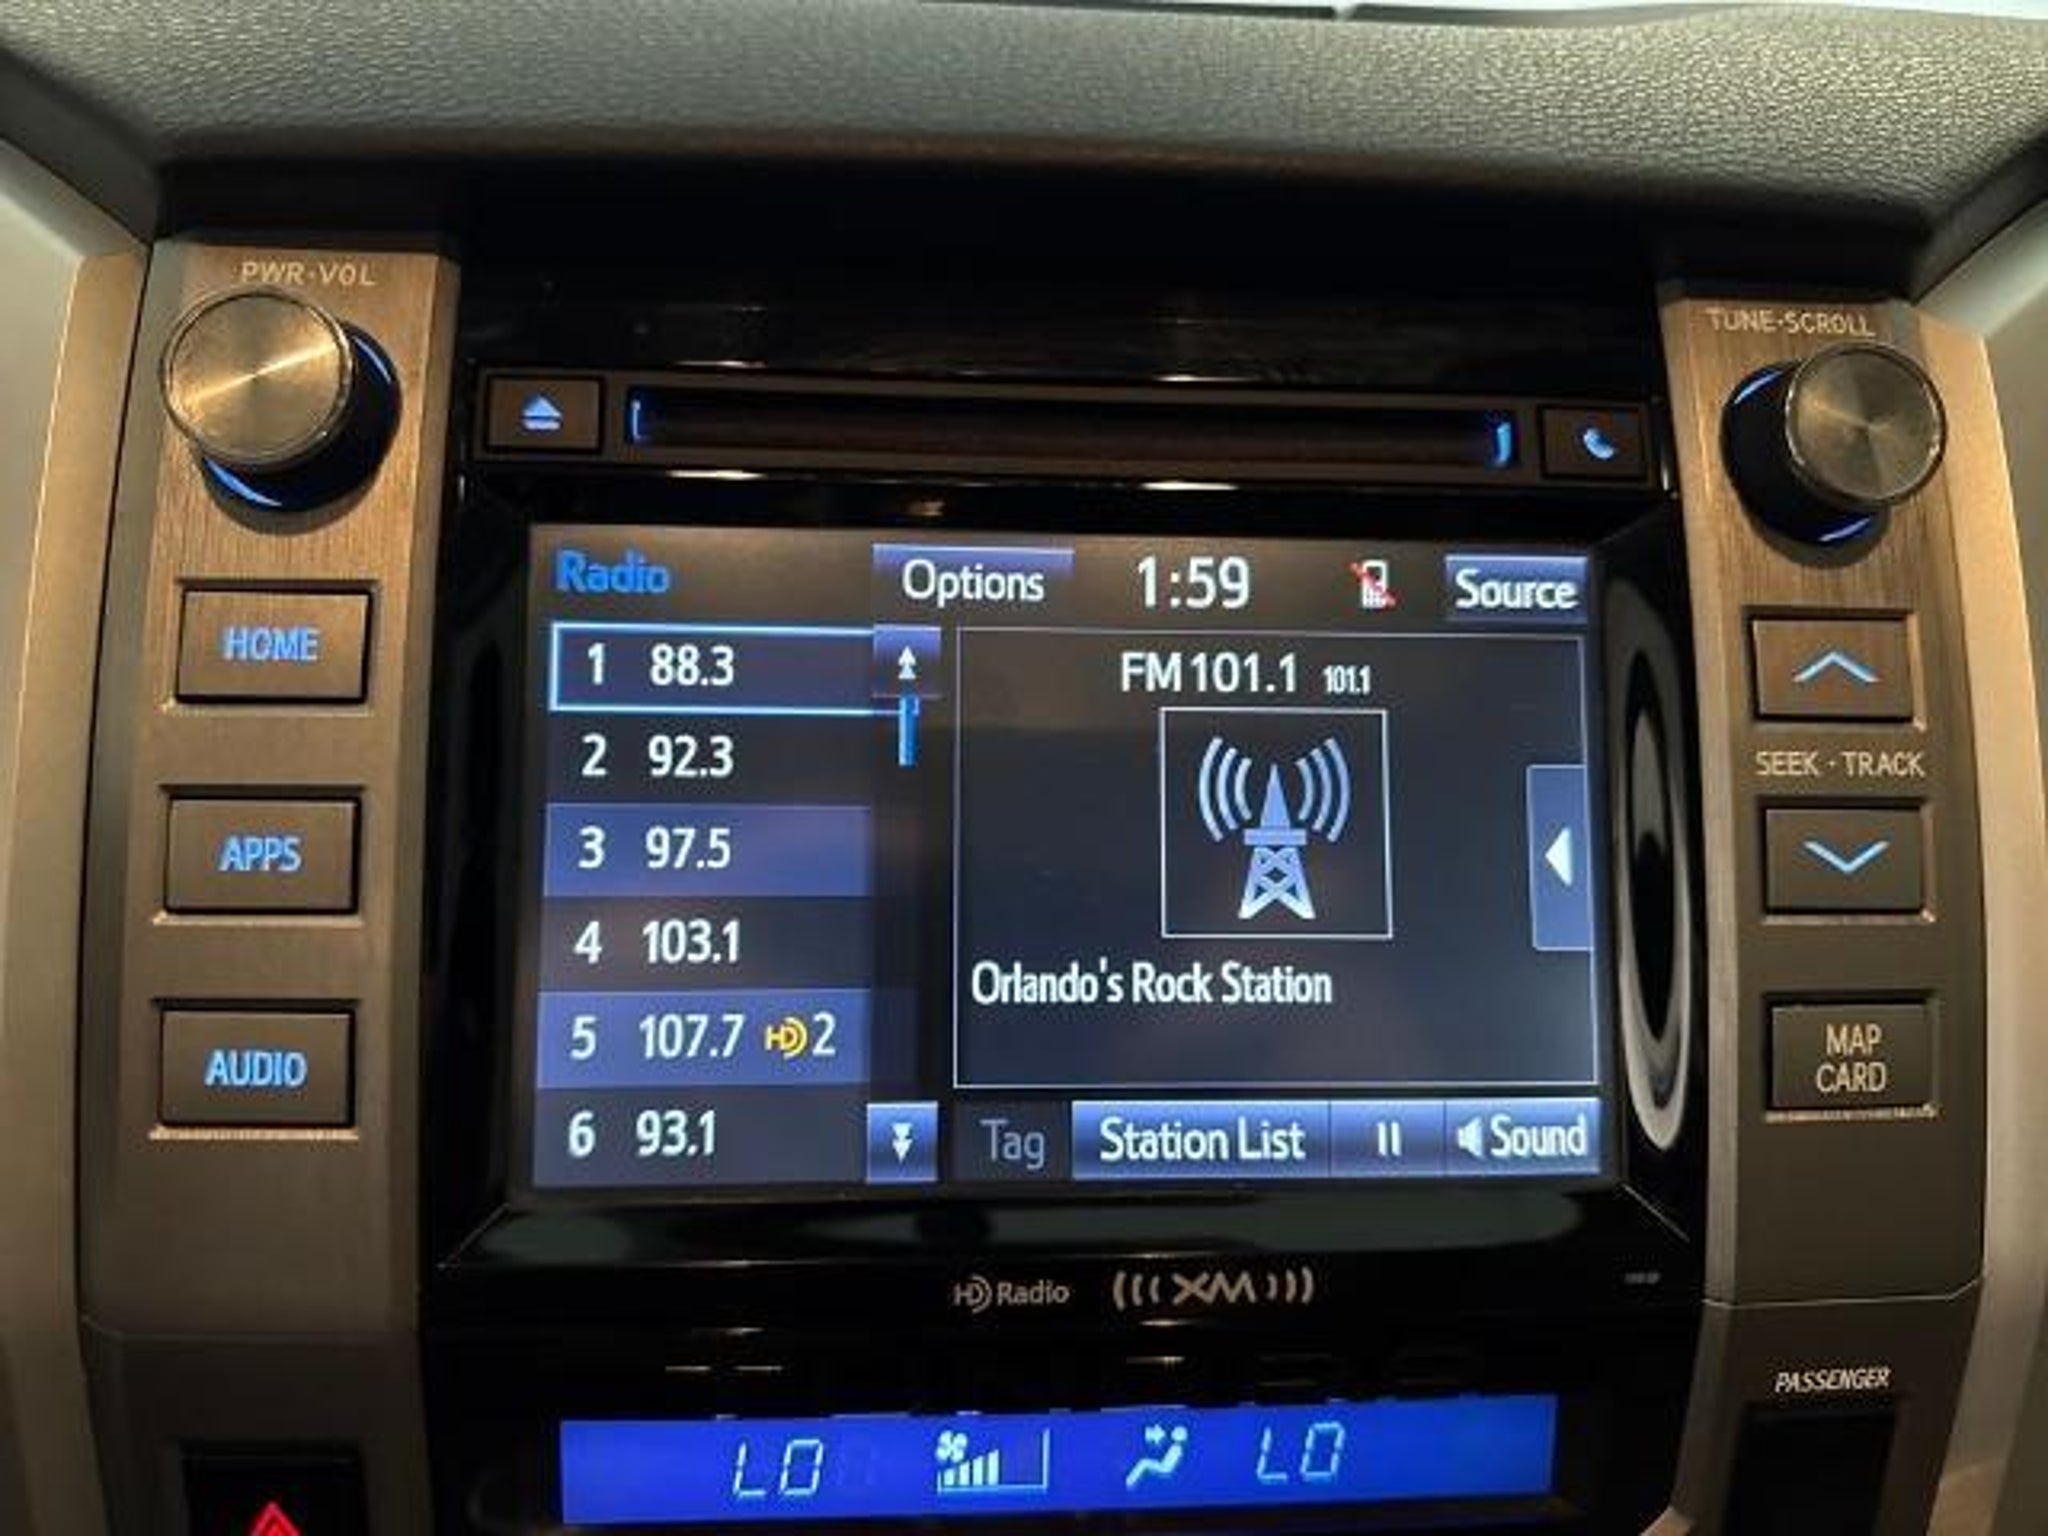 PWR·VOL
TUNE·SCROLL
Radio
Options
1:59
Source
HOME
1 88.3
2 92.3
3 97.5
4 103.1
5 107.7 HD 2
6 93.1
FM 101.1 101.1
Orlando's Rock Station
SEEK · TRACK
APPS
AUDIO
MAP
CARD
Tag
Station List
Sound
HD Radio
((( XM )))
PASSENGER
LO
LO